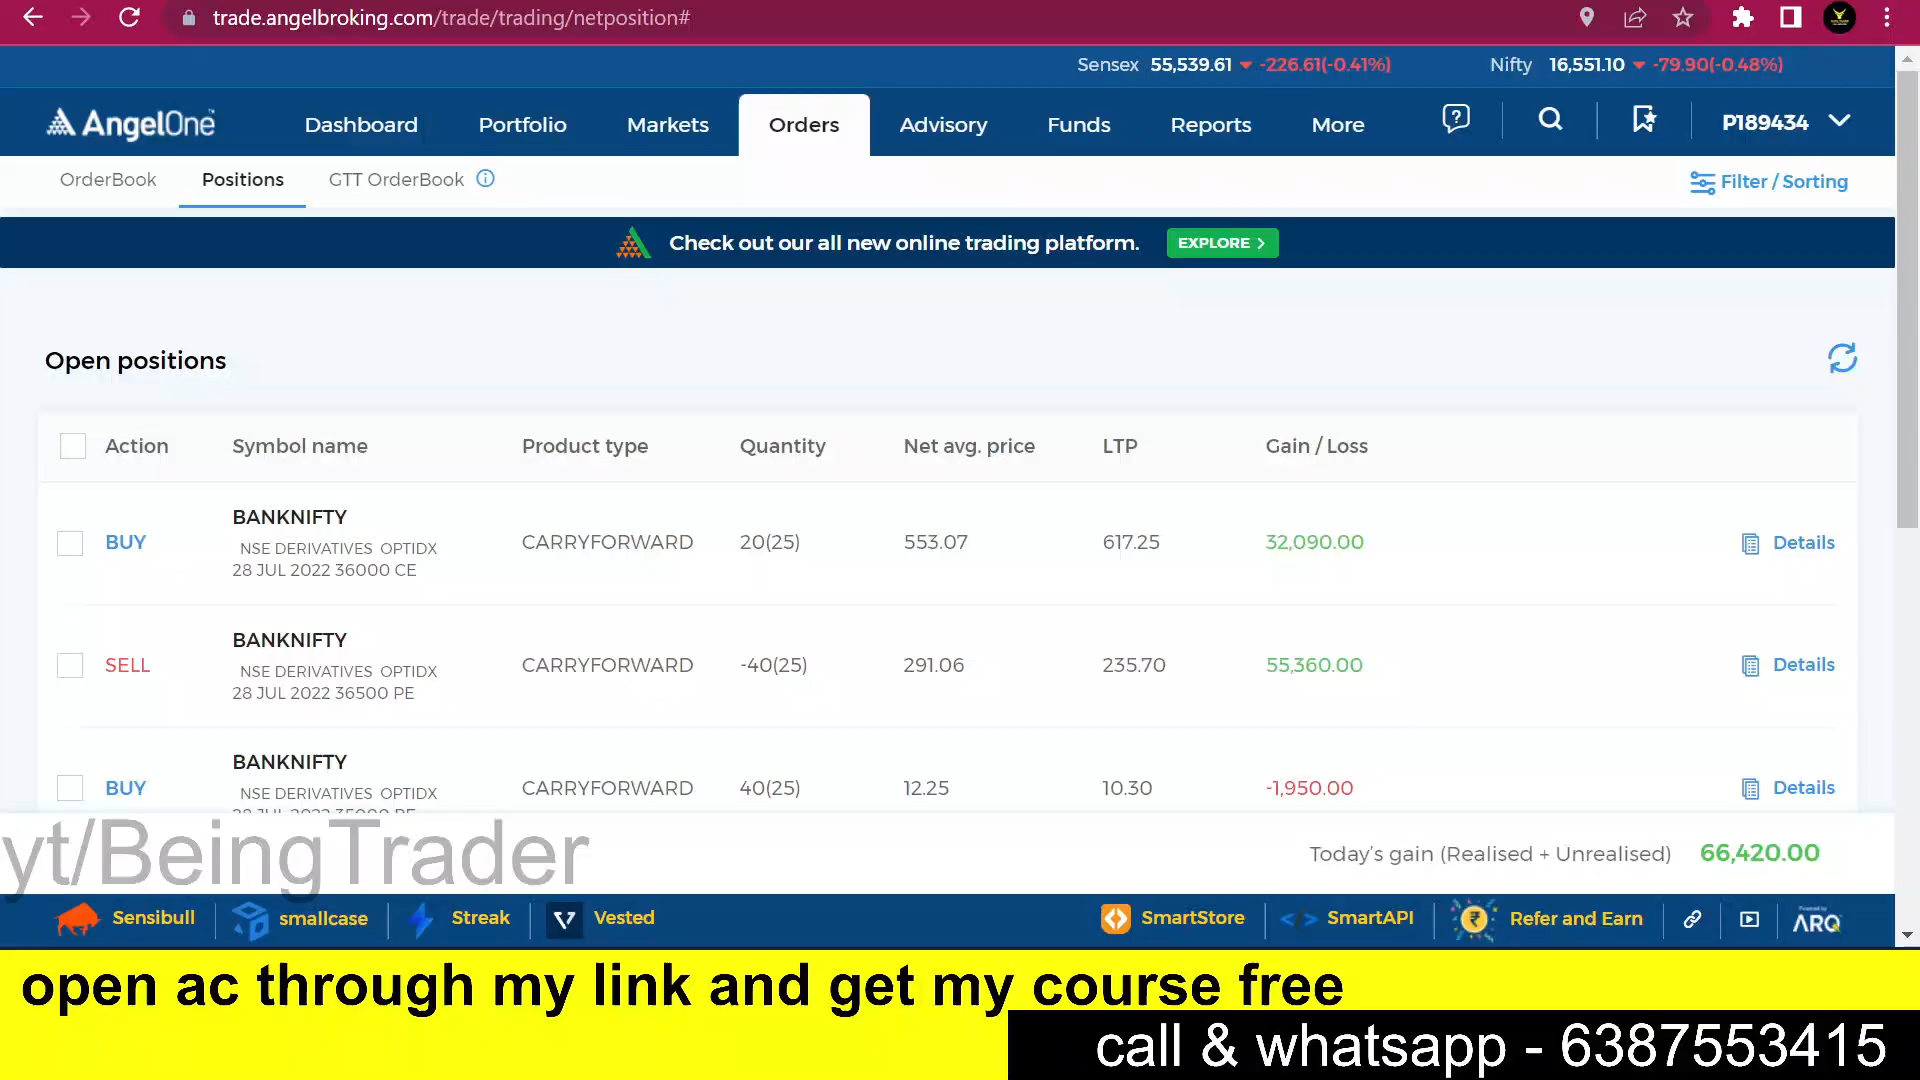 trade.angelbroking.com/trade/trading/netposition#
Sensex 55,539.61 -226.61(-0.41%) Nifty 16,551.10 -79.90(-0.48%)
AngelOne Dashboard Portfolio Markets Orders Advisory Funds Reports More P189434
OrderBook Positions GTT OrderBook Filter / Sorting
Check out our all new online trading platform. EXPLORE >
Open positions
Action Symbol name Product type Quantity Net avg. price LTP Gain / Loss
BANKNIFTY
BUY NSE DERIVATIVES OPTIDX CARRYFORWARD 20(25) 553.07 617.25 32,090.00 Details
28 JUL 2022 36000 CE
BANKNIFTY
SELL NSE DERIVATIVES OPTIDX CARRYFORWARD -40(25) 291.06 235.70 55,360.00 Details
28 JUL 2022 36500 PE
BANKNIFTY
BUY NSE DERIVATIVES OPTIDX CARRYFORWARD 40(25) 12.25 10.30 -1,950.00 Details
yt/BeingTrader
Today's gain (Realised + Unrealised) 66,420.00
Sensibull smallcase Streak Vested SmartStore SmartAPI Refer and Earn Powered by ARQ
open ac through my link and get my course free
call & whatsapp - 6387553415